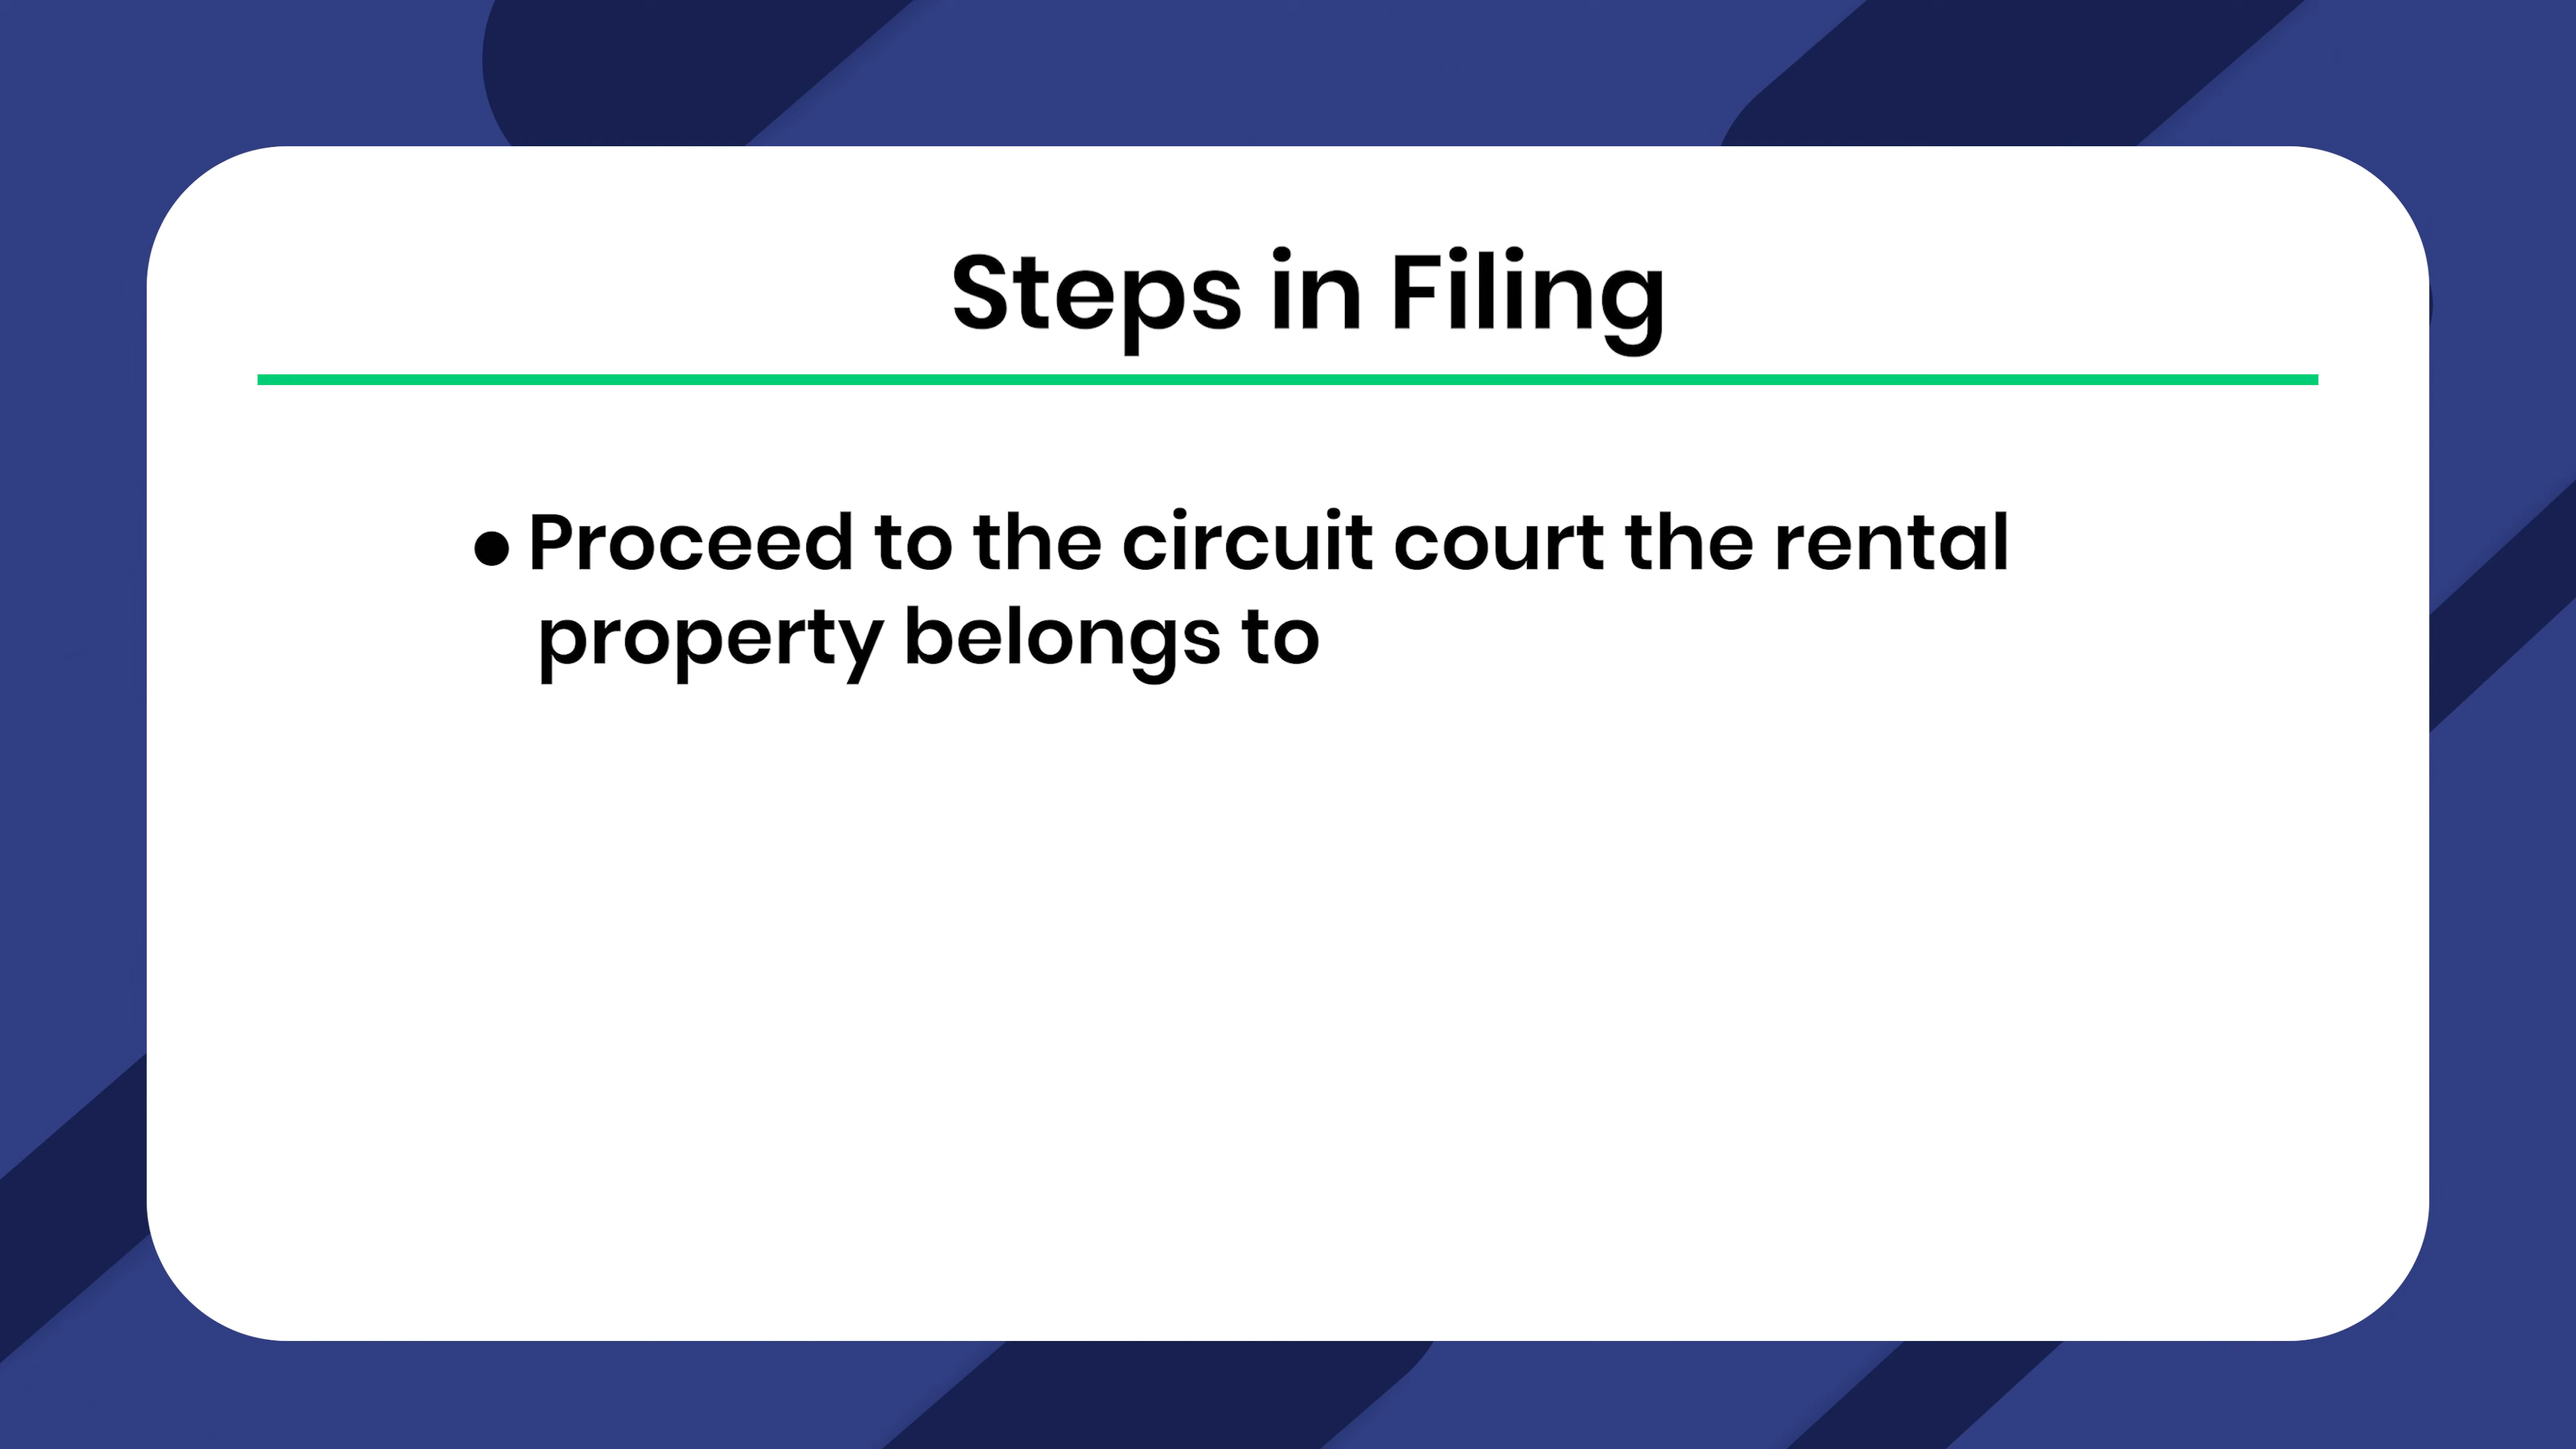 Steps in Filing
● Proceed to the circuit court the rental
property belongs to